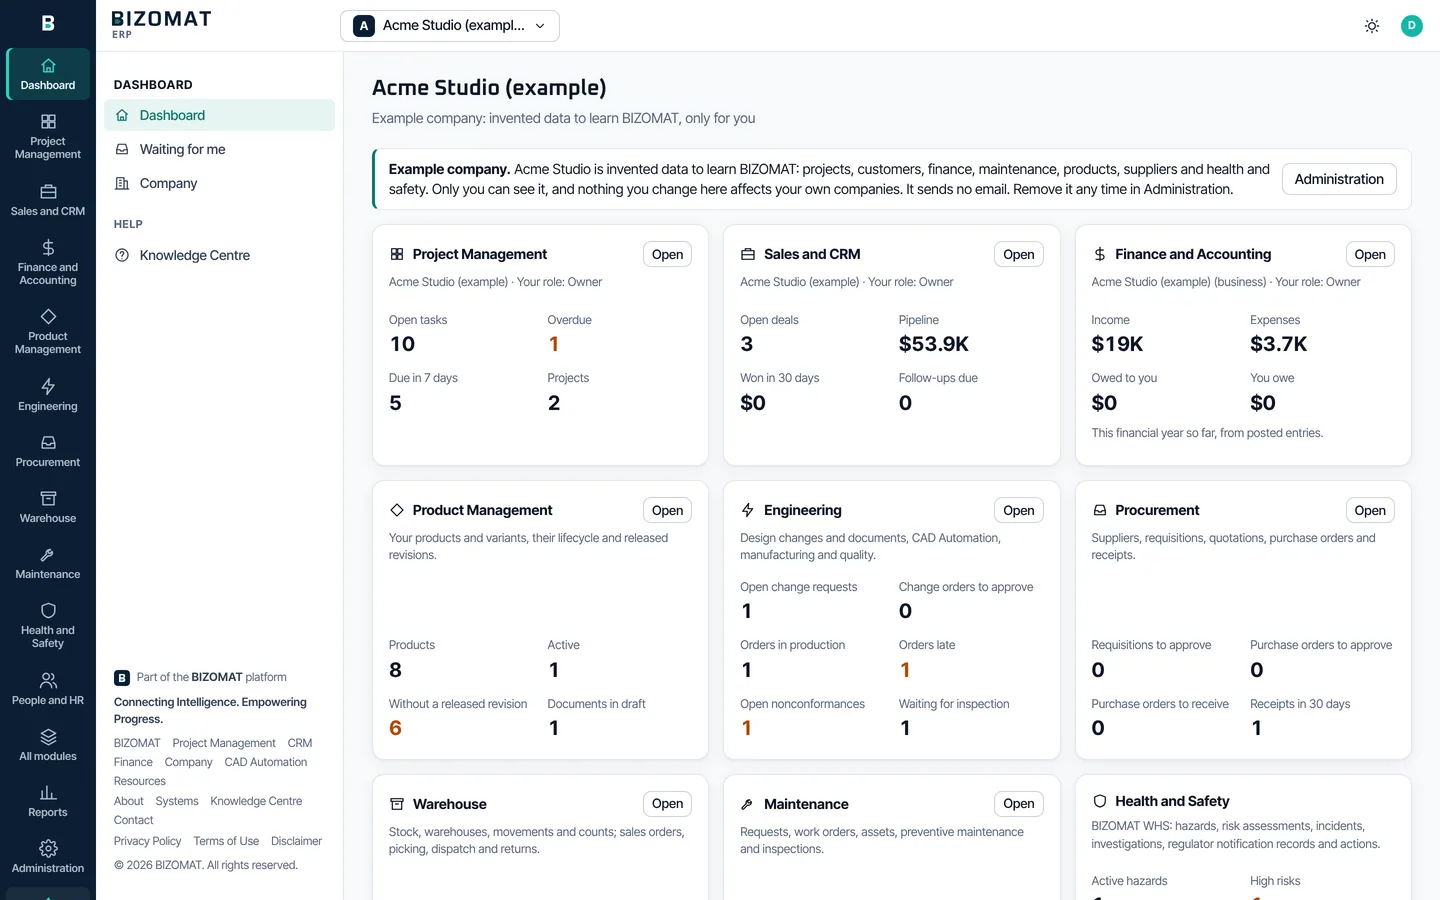 BIZOMAT
ERP
A Acme Studio (exampl...
D
B
Dashboard
Project
Management
Sales and CRM
Finance and
Accounting
Product
Management
Engineering
Procurement
Warehouse
Maintenance
Health and
Safety
People and HR
All modules
Reports
Administration
DASHBOARD
Dashboard
Waiting for me
Company
HELP
Knowledge Centre
B Part of the BIZOMAT platform
Connecting Intelligence. Empowering
Progress.
BIZOMAT Project Management CRM
Finance Company CAD Automation
Resources
About Systems Knowledge Centre
Contact
Privacy Policy Terms of Use Disclaimer
© 2026 BIZOMAT. All rights reserved.
Acme Studio (example)
Example company: invented data to learn BIZOMAT, only for you
Example company. Acme Studio is invented data to learn BIZOMAT: projects, customers, finance, maintenance, products, suppliers and health and
safety. Only you can see it, and nothing you change here affects your own companies. It sends no email. Remove it any time in Administration.
Administration
Project Management Open
Acme Studio (example) · Your role: Owner
Open tasks Overdue
10 1
Due in 7 days Projects
5 2
Sales and CRM Open
Acme Studio (example) · Your role: Owner
Open deals Pipeline
3 $53.9K
Won in 30 days Follow-ups due
$0 0
Finance and Accounting Open
Acme Studio (example) (business) · Your role: Owner
Income Expenses
$19K $3.7K
Owed to you You owe
$0 $0
This financial year so far, from posted entries.
Product Management Open
Your products and variants, their lifecycle and released
revisions.
Products Active
8 1
Without a released revision Documents in draft
6 1
Engineering Open
Design changes and documents, CAD Automation,
manufacturing and quality.
Open change requests Change orders to approve
1 0
Orders in production Orders late
1 1
Open nonconformances Waiting for inspection
1 1
Procurement Open
Suppliers, requisitions, quotations, purchase orders and
receipts.
Requisitions to approve Purchase orders to approve
0 0
Purchase orders to receive Receipts in 30 days
0 1
Warehouse Open
Stock, warehouses, movements and counts; sales orders,
picking, dispatch and returns.
Maintenance Open
Requests, work orders, assets, preventive maintenance
and inspections.
Health and Safety
BIZOMAT WHS: hazards, risk assessments, incidents,
investigations, regulator notification records and actions.
Active hazards High risks